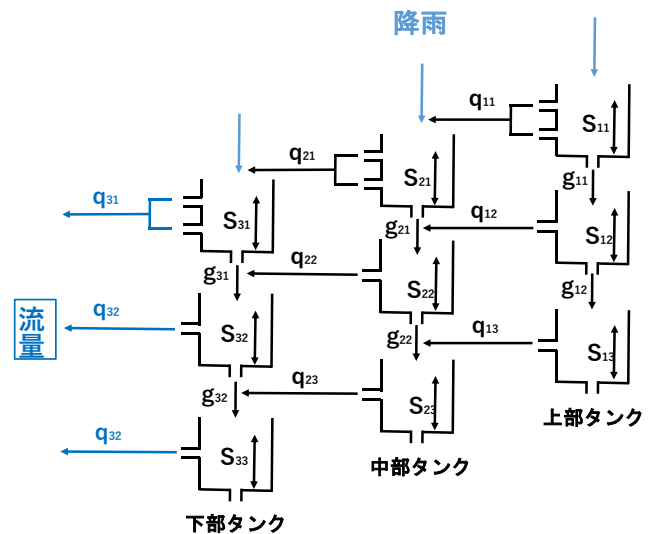 降雨
q11
S11
q21
g11
S21
q31
q12
S31
g21
S12
q22
g31
g12
S22
q32
流量
q13
S32
g22
S13
q23
g32
S23
上部タンク
q32
S33
中部タンク
下部タンク